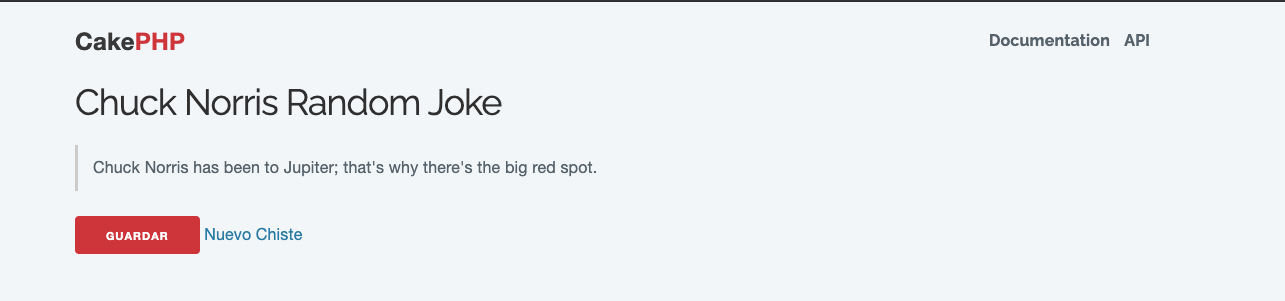 CakePHP Documentation API
Chuck Norris Random Joke
Chuck Norris has been to Jupiter; that's why there's the big red spot.
GUARDAR Nuevo Chiste